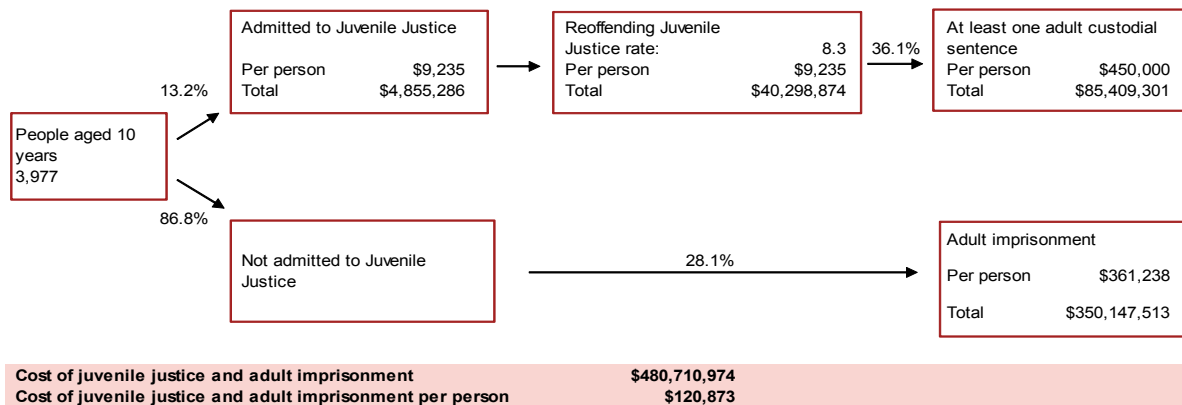 Admitted to Juvenile Justice
Per person $9,235
Total $4,855,286
Reoffending Juvenile
Justice rate: 8.3
Per person $9,235
Total $40,298,874
36.1%
At least one adult custodial
sentence
Per person $450,000
Total $85,409,301
13.2%
People aged 10
years
3,977
86.8%
Not admitted to Juvenile
Justice
28.1%
Adult imprisonment
Per person $361,238
Total $350,147,513
Cost of juvenile justice and adult imprisonment $480,710,974
Cost of juvenile justice and adult imprisonment per person $120,873